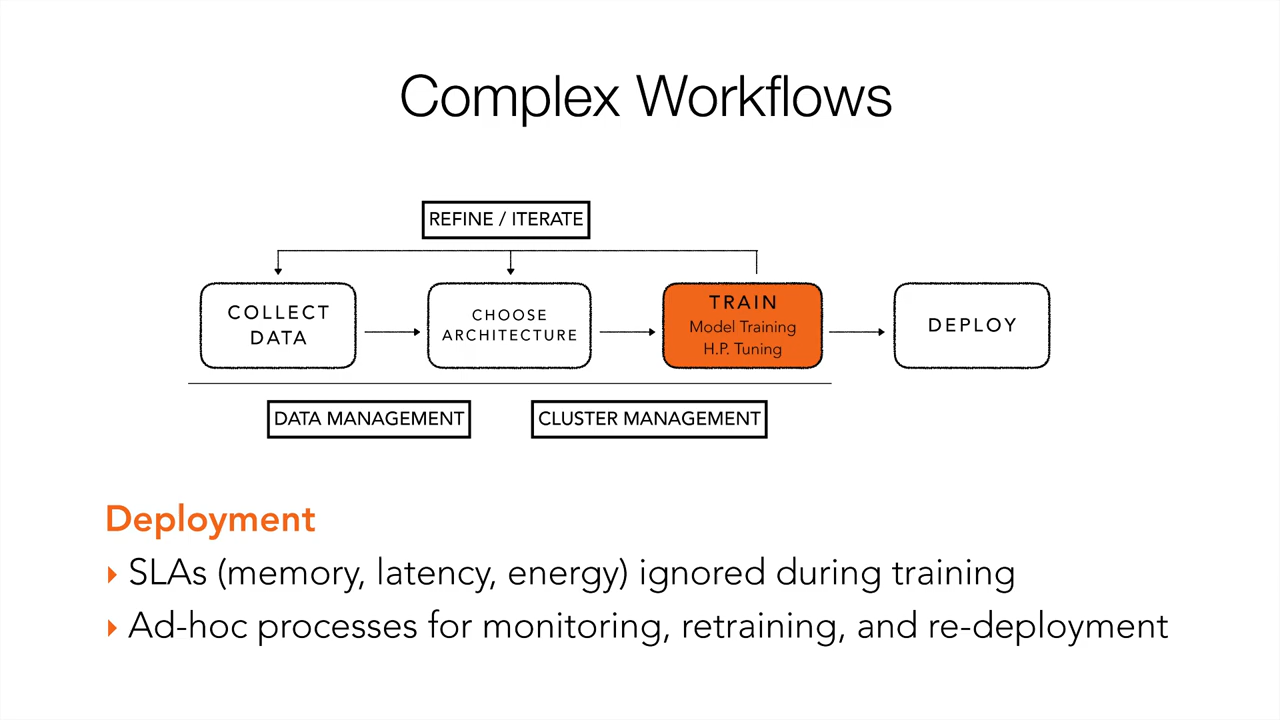 Complex Workflows
REFINE / ITERATE
COLLECT
DATA
CHOOSE
ARCHITECTURE
TRAIN
Model Training
H.P. Tuning
DEPLOY
DATA MANAGEMENT
CLUSTER MANAGEMENT
Deployment
‣ SLAs (memory, latency, energy) ignored during training
‣ Ad-hoc processes for monitoring, retraining, and re-deployment